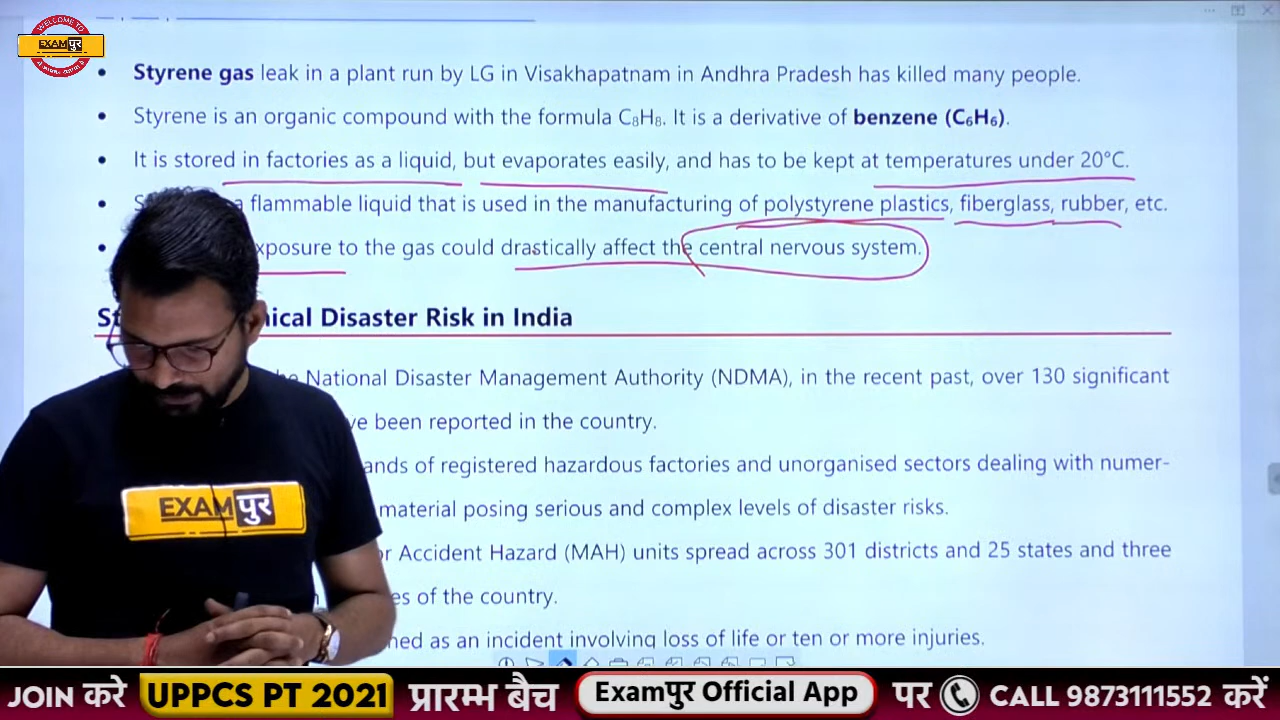 WELCOME TO
EXAMपुर
Styrene gas leak in a plant run by LG in Visakhapatnam in Andhra Pradesh has killed many people.
Styrene is an organic compound with the formula C₈H₈. It is a derivative of benzene (C₆H₆).
It is stored in factories as a liquid, but evaporates easily, and has to be kept at temperatures under 20°C.
flammable liquid that is used in the manufacturing of polystyrene plastics, fiberglass, rubber, etc.
xposure to the gas could drastically affect the central nervous system.
ical Disaster Risk in India
National Disaster Management Authority (NDMA), in the recent past, over 130 significant
ve been reported in the country.
ands of registered hazardous factories and unorganised sectors dealing with numer-
material posing serious and complex levels of disaster risks.
or Accident Hazard (MAH) units spread across 301 districts and 25 states and three
es of the country.
ned as an incident involving loss of life or ten or more injuries.
EXAMपुर
JOIN करे UPPCS PT 2021 प्रारम्भ बैच Examपुर Official App पर CALL 9873111552 करें